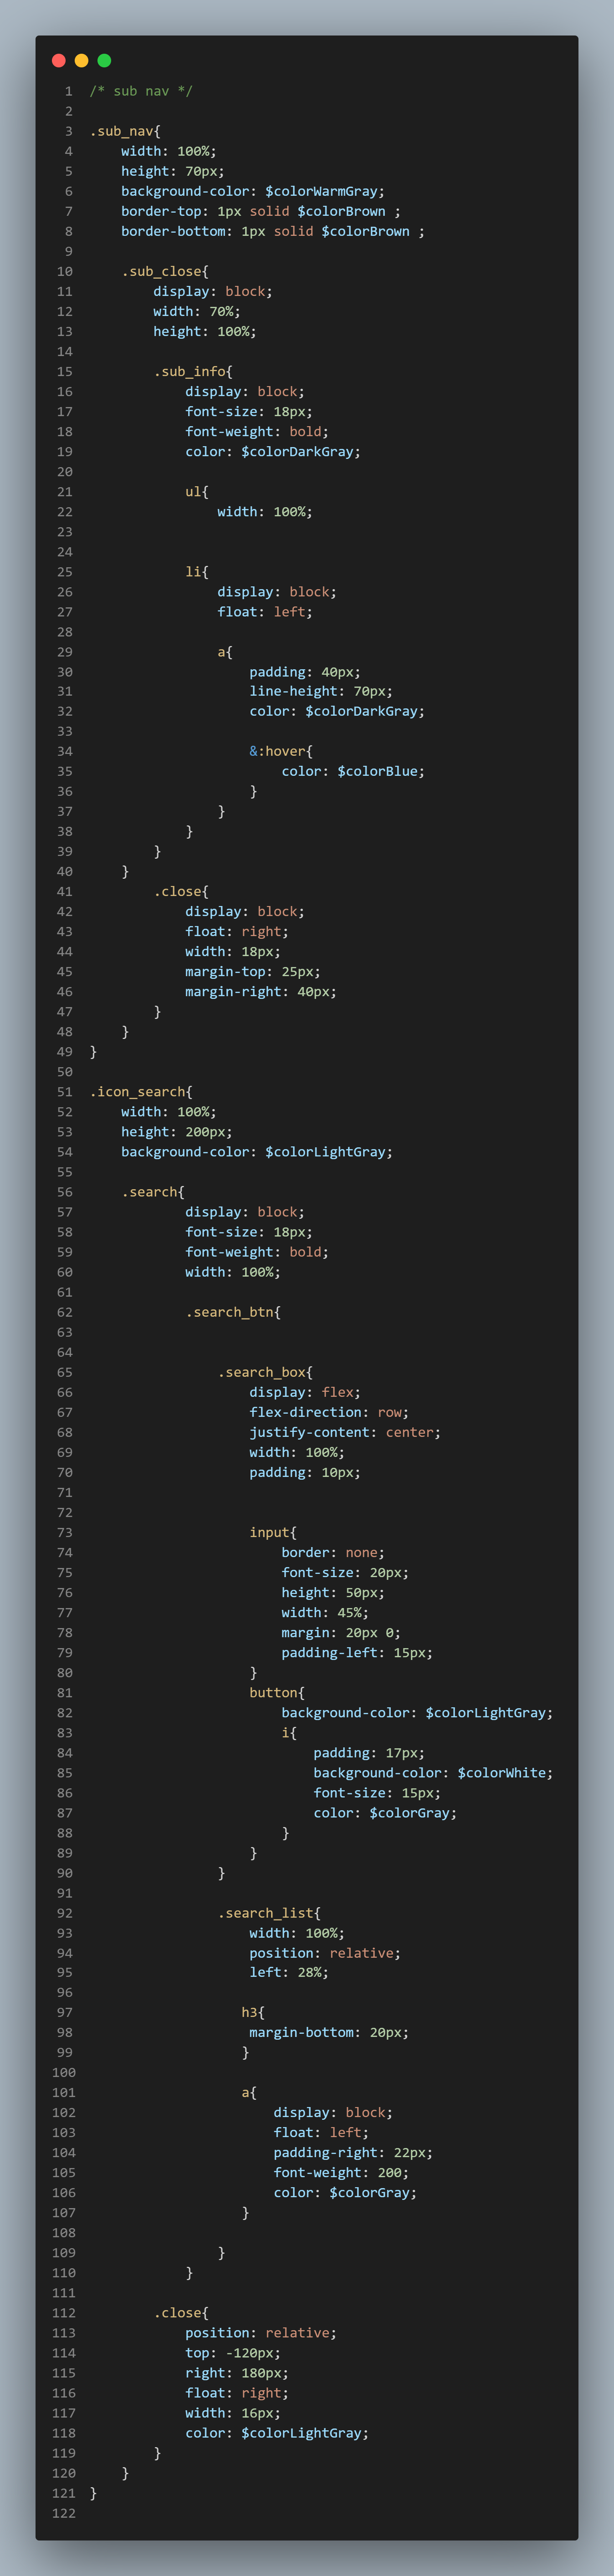 1 /* sub nav */
2
3 .sub_nav{
4     width: 100%;
5     height: 70px;
6     background-color: $colorWarmGray;
7     border-top: 1px solid $colorBrown ;
8     border-bottom: 1px solid $colorBrown ;
9
10     .sub_close{
11         display: block;
12         width: 70%;
13         height: 100%;
14
15         .sub_info{
16             display: block;
17             font-size: 18px;
18             font-weight: bold;
19             color: $colorDarkGray;
20
21             ul{
22                 width: 100%;
23
24
25             li{
26                 display: block;
27                 float: left;
28
29                 a{
30                     padding: 40px;
31                     line-height: 70px;
32                     color: $colorDarkGray;
33
34                     &:hover{
35                         color: $colorBlue;
36                     }
37                 }
38             }
39         }
40     }
41         .close{
42             display: block;
43             float: right;
44             width: 18px;
45             margin-top: 25px;
46             margin-right: 40px;
47         }
48     }
49 }
50
51 .icon_search{
52     width: 100%;
53     height: 200px;
54     background-color: $colorLightGray;
55
56     .search{
57             display: block;
58             font-size: 18px;
59             font-weight: bold;
60             width: 100%;
61
62             .search_btn{
63
64
65                 .search_box{
66                     display: flex;
67                     flex-direction: row;
68                     justify-content: center;
69                     width: 100%;
70                     padding: 10px;
71
72
73                     input{
74                         border: none;
75                         font-size: 20px;
76                         height: 50px;
77                         width: 45%;
78                         margin: 20px 0;
79                         padding-left: 15px;
80                     }
81                     button{
82                         background-color: $colorLightGray;
83                         i{
84                             padding: 17px;
85                             background-color: $colorWhite;
86                             font-size: 15px;
87                             color: $colorGray;
88                         }
89                     }
90                 }
91
92                 .search_list{
93                     width: 100%;
94                     position: relative;
95                     left: 28%;
96
97                    h3{
98                     margin-bottom: 20px;
99                    }
100
101                    a{
102                        display: block;
103                        float: left;
104                        padding-right: 22px;
105                        font-weight: 200;
106                        color: $colorGray;
107                    }
108
109                 }
110             }
111
112         .close{
113             position: relative;
114             top: -120px;
115             right: 180px;
116             float: right;
117             width: 16px;
118             color: $colorLightGray;
119         }
120     }
121 }
122